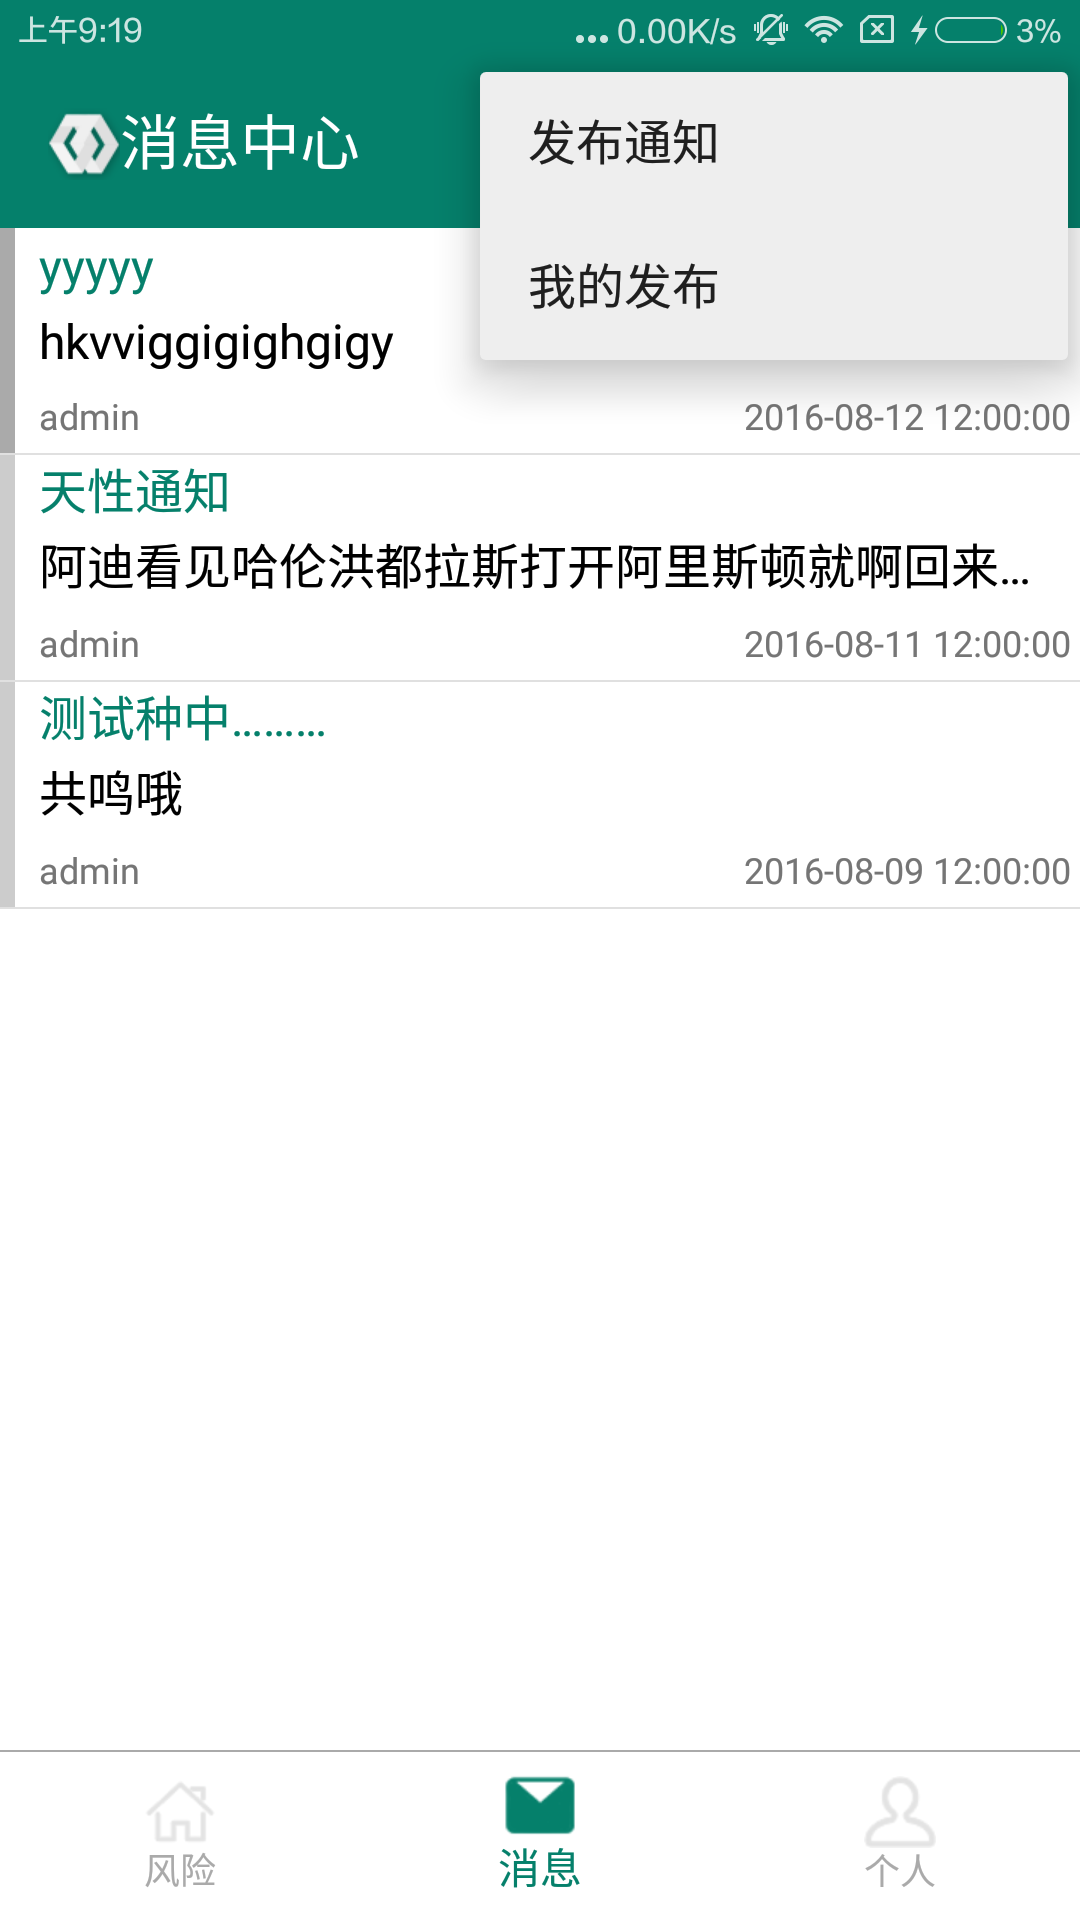 上午9:19
... 0.00K/s
3%
消息中心
发布通知
我的发布
yyyyy
hkvviggigighgigy
admin
2016-08-12 12:00:00
天性通知
阿迪看见哈伦洪都拉斯打开阿里斯顿就啊回来...
admin
2016-08-11 12:00:00
测试种中.........
共鸣哦
admin
2016-08-09 12:00:00
风险
消息
个人